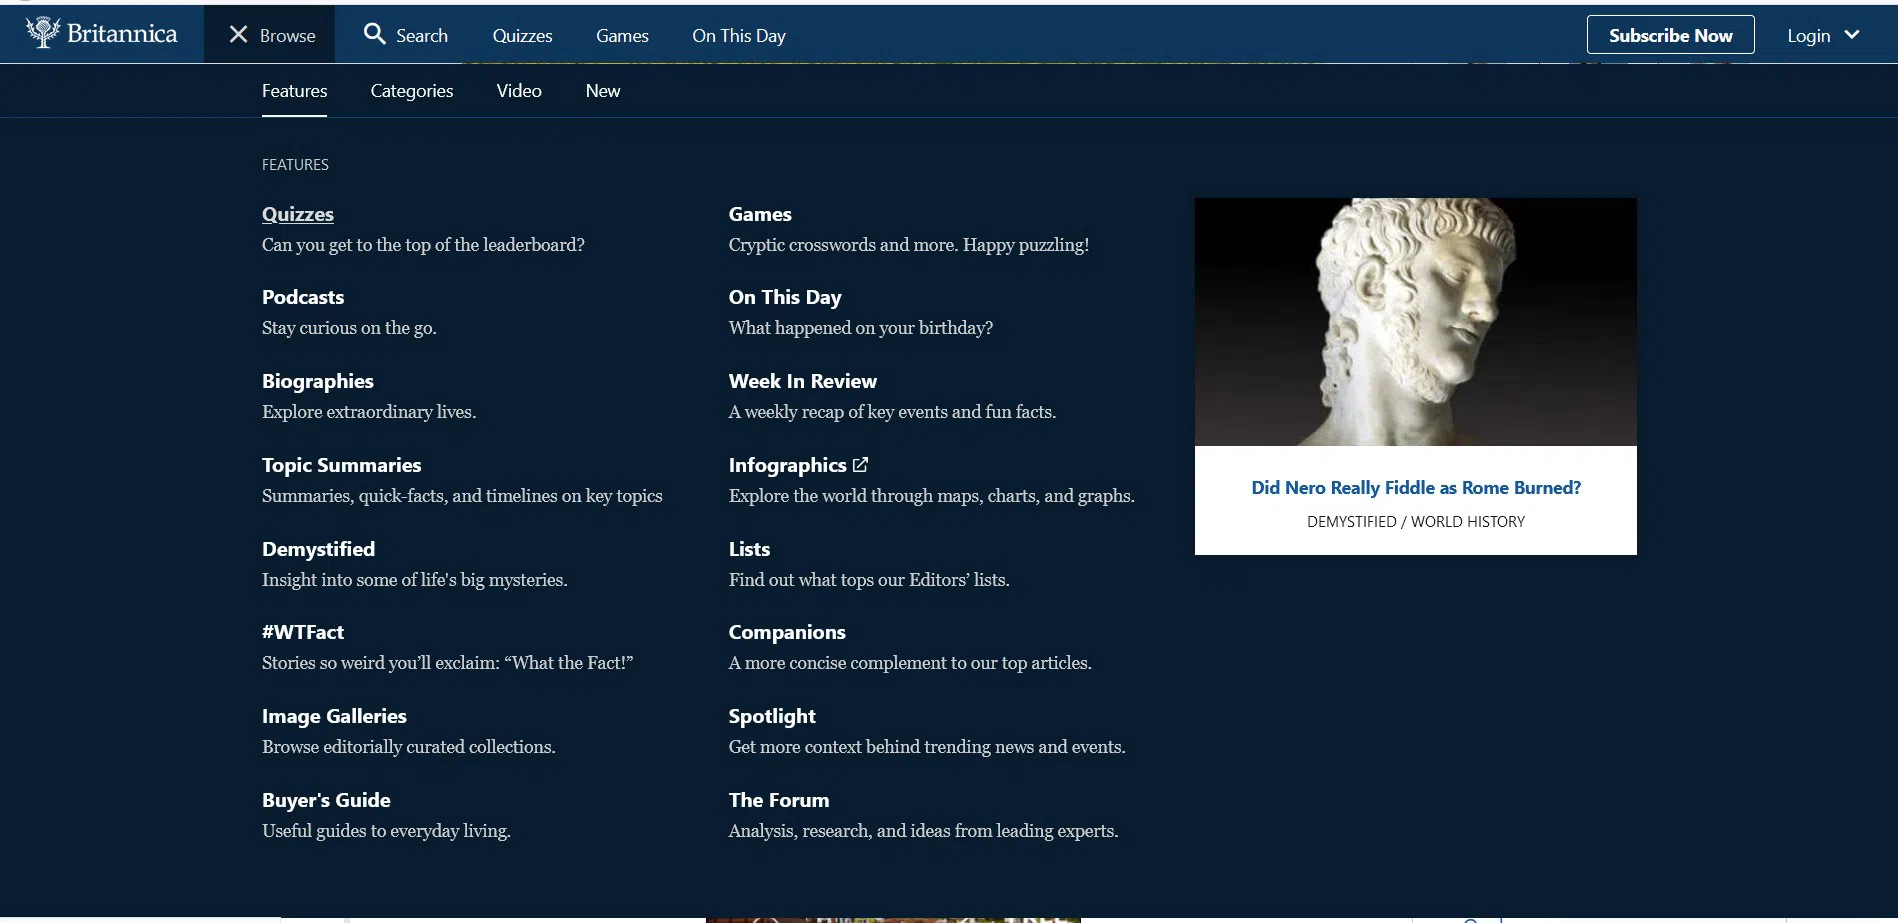 Britannica
Browse
Search
Quizzes
Games
On This Day
Subscribe Now
Login
Features
Categories
Video
New
FEATURES
Quizzes
Can you get to the top of the leaderboard?
Podcasts
Stay curious on the go.
Biographies
Explore extraordinary lives.
Topic Summaries
Summaries, quick-facts, and timelines on key topics
Demystified
Insight into some of life's big mysteries.
#WTFact
Stories so weird you’ll exclaim: “What the Fact!”
Image Galleries
Browse editorially curated collections.
Buyer's Guide
Useful guides to everyday living.
Games
Cryptic crosswords and more. Happy puzzling!
On This Day
What happened on your birthday?
Week In Review
A weekly recap of key events and fun facts.
Infographics
Explore the world through maps, charts, and graphs.
Lists
Find out what tops our Editors’ lists.
Companions
A more concise complement to our top articles.
Spotlight
Get more context behind trending news and events.
The Forum
Analysis, research, and ideas from leading experts.
Did Nero Really Fiddle as Rome Burned?
DEMYSTIFIED / WORLD HISTORY